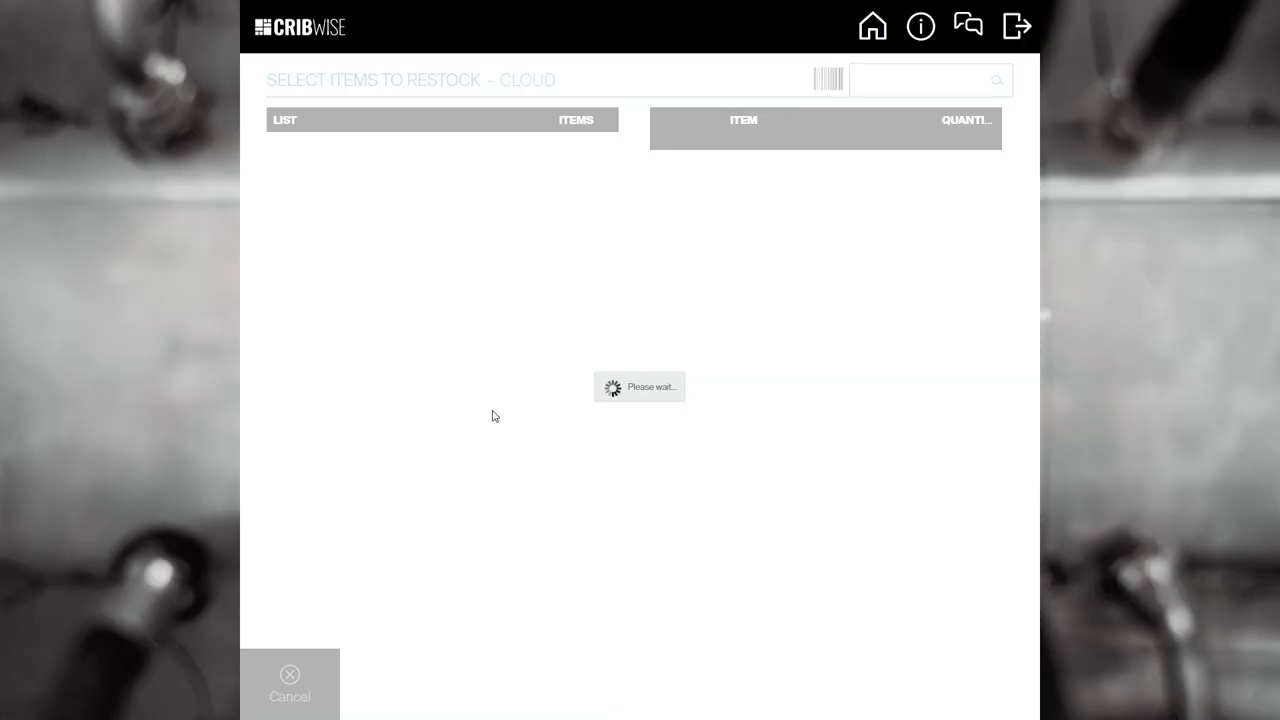 CRIBWISE
SELECT ITEMS TO RESTOCK - CLOUD
LIST ITEMS
ITEM QUANTI...
Please wait...
Cancel